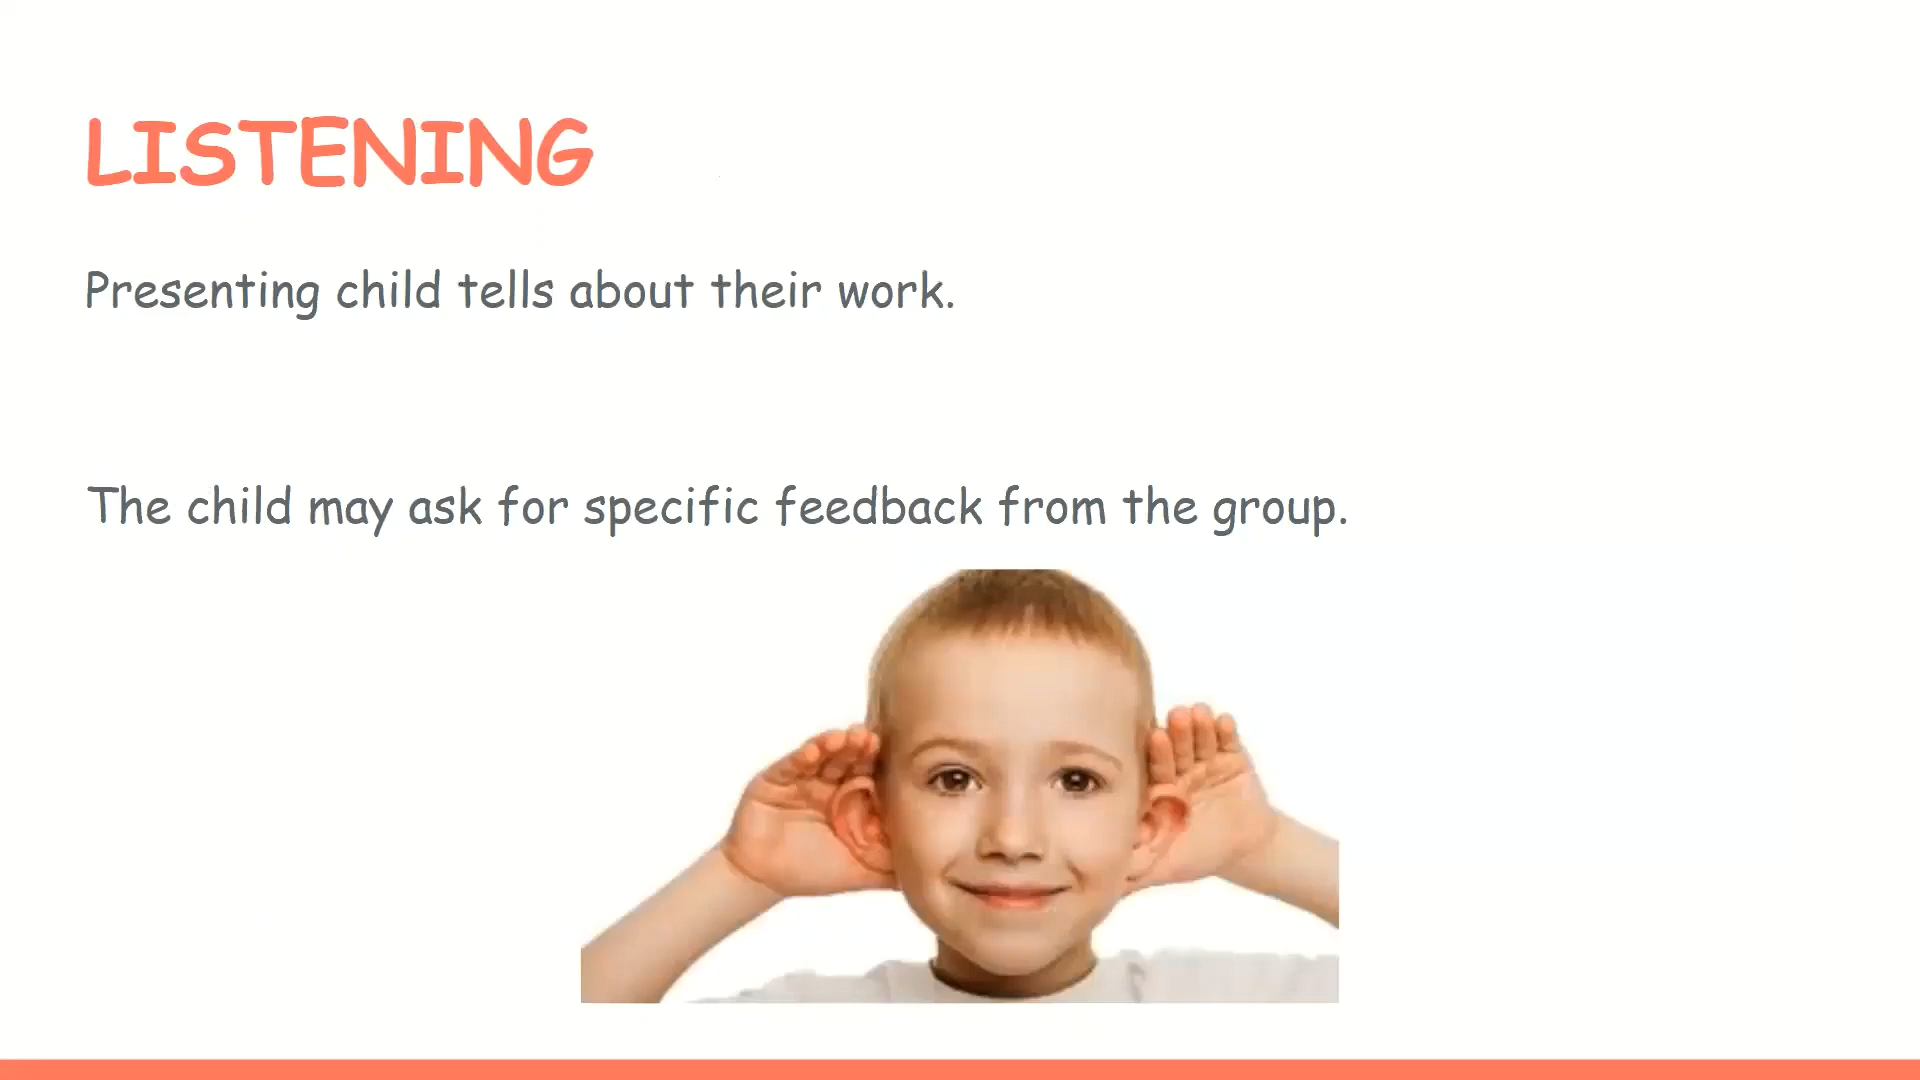 LISTENING
Presenting child tells about their work.
The child may ask for specific feedback from the group.